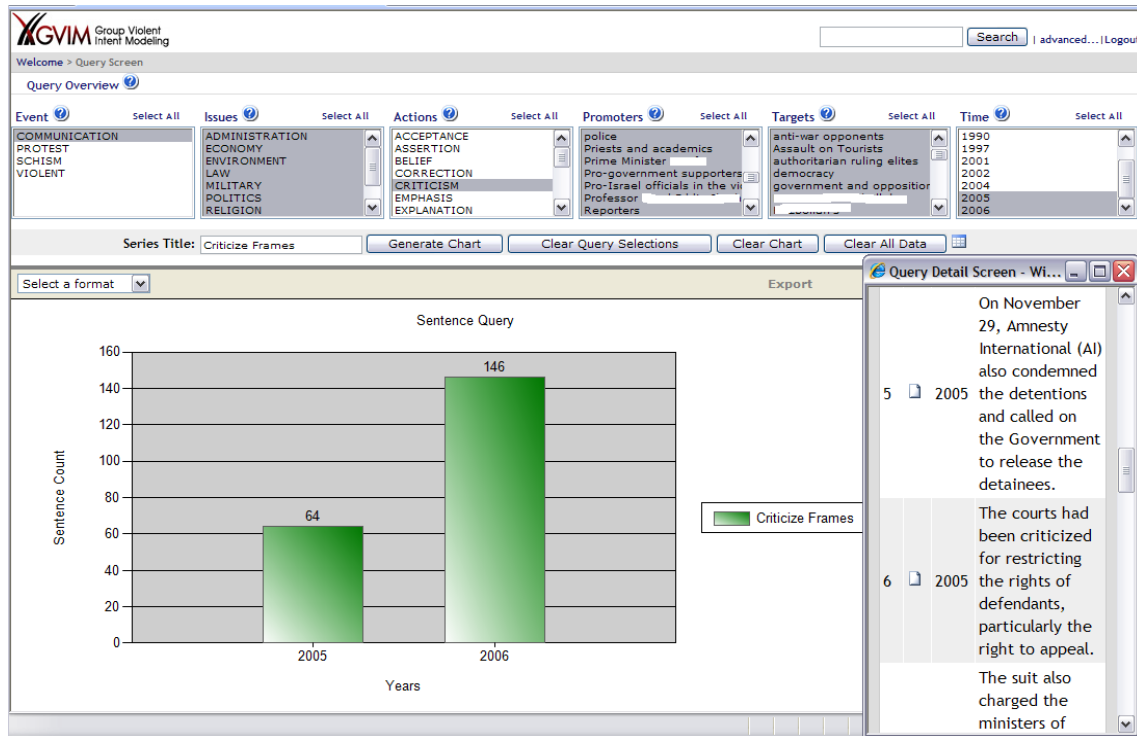 GVIM Group Violent
Intent Modeling
Search | advanced...|Logout
Welcome > Query Screen
Query Overview
Event Select All Issues Select All Actions Select All Promoters Select All Targets Select All Time Select All
COMMUNICATION
PROTEST
SCHISM
VIOLENT
ADMINISTRATION
ECONOMY
ENVIRONMENT
LAW
MILITARY
POLITICS
RELIGION
ACCEPTANCE
ASSERTION
BELIEF
CORRECTION
CRITICISM
EMPHASIS
EXPLANATION
police
Priests and academics
Prime Minister
Pro-government supporters
Pro-Israel officials in the
Professor
Reporters
anti-war opponents
Assault on Tourists
authoritarian ruling elites
democracy
government and opposition
1990
1997
2001
2002
2004
2005
2006
Series Title: Criticize Frames Generate Chart Clear Query Selections Clear Chart Clear All Data
Select a format Export
Sentence Query
160
140
120
100
80
60
40
20
0
Sentence Count
64
146
2005 2006
Years
Criticize Frames
Query Detail Screen - Wi...
On November
29, Amnesty
International (AI)
also condemned
5 2005 the detentions
and called on
the Government
to release the
detainees.
The courts had
been criticized
for restricting
6 2005 the rights of
defendants,
particularly the
right to appeal.
The suit also
charged the
ministers of